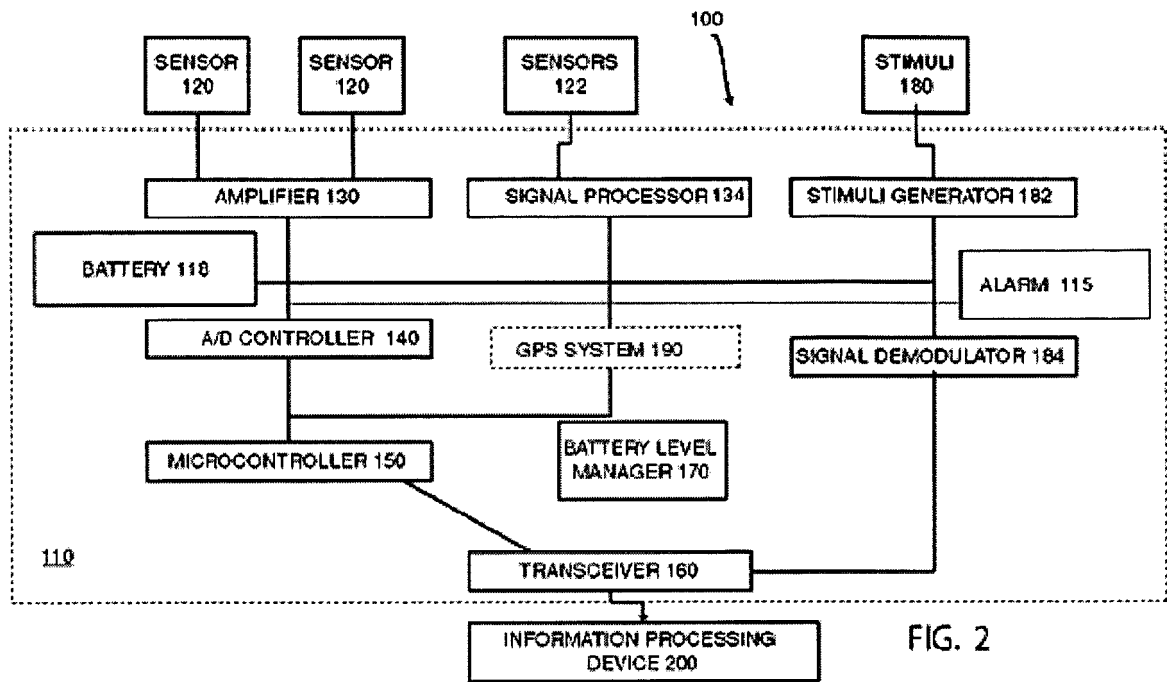 100
SENSOR
120
SENSOR
120
SENSORS
122
STIMULI
180
AMPLIFIER 130
SIGNAL PROCESSOR 134
STIMULI GENERATOR 182
BATTERY 118
ALARM 115
A/D CONTROLLER 140
GPS SYSTEM 190
SIGNAL DEMODULATOR 184
MICROCONTROLLER 150
BATTERY LEVEL
MANAGER 170
110
TRANSCEIVER 160
INFORMATION PROCESSING
DEVICE 200
FIG. 2